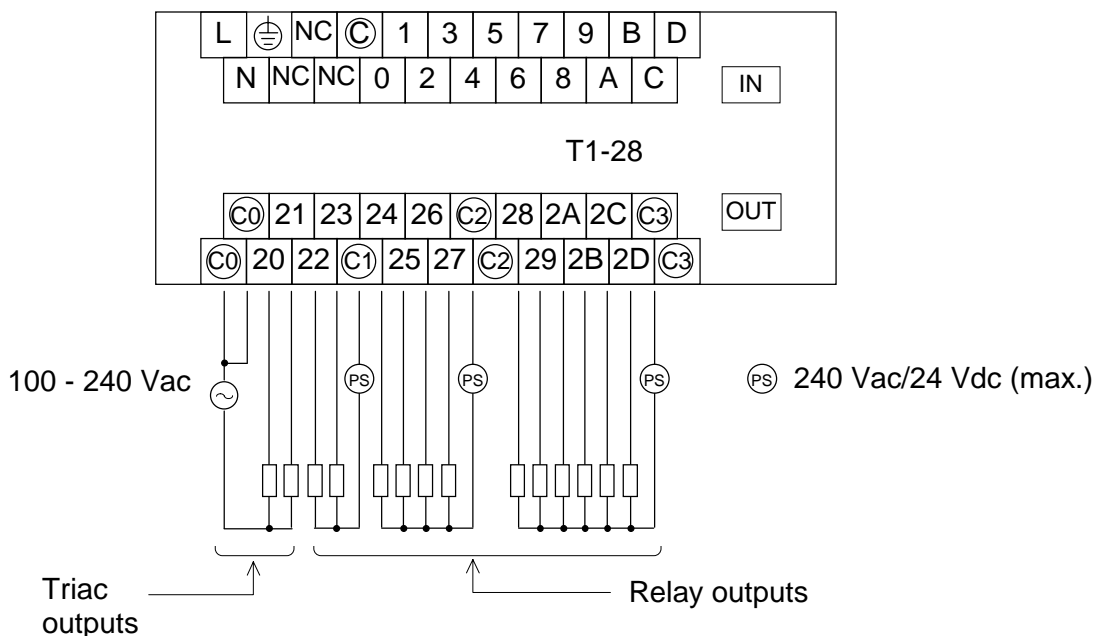 L NC C 1 3 5 7 9 B D
N NC NC 0 2 4 6 8 A C
IN
T1-28
C0 21 23 24 26 C2 28 2A 2C C3
OUT
C0 20 22 C1 25 27 C2 29 2B 2D C3
100 - 240 Vac
PS PS PS
PS 240 Vac/24 Vdc (max.)
Triac
outputs
Relay outputs